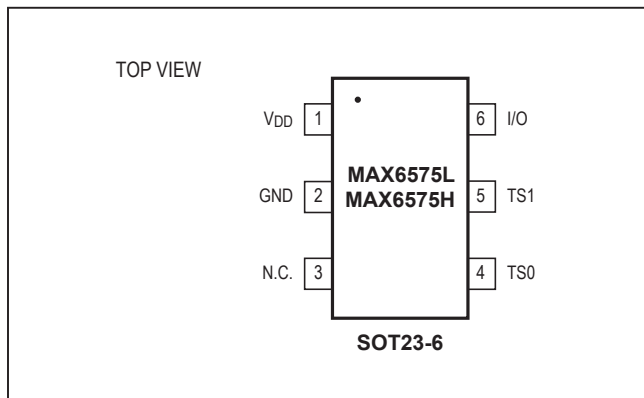 TOP VIEW
VDD 1
6 I/O
MAX6575L
MAX6575H
GND 2
5 TS1
N.C. 3
4 TS0
SOT23-6